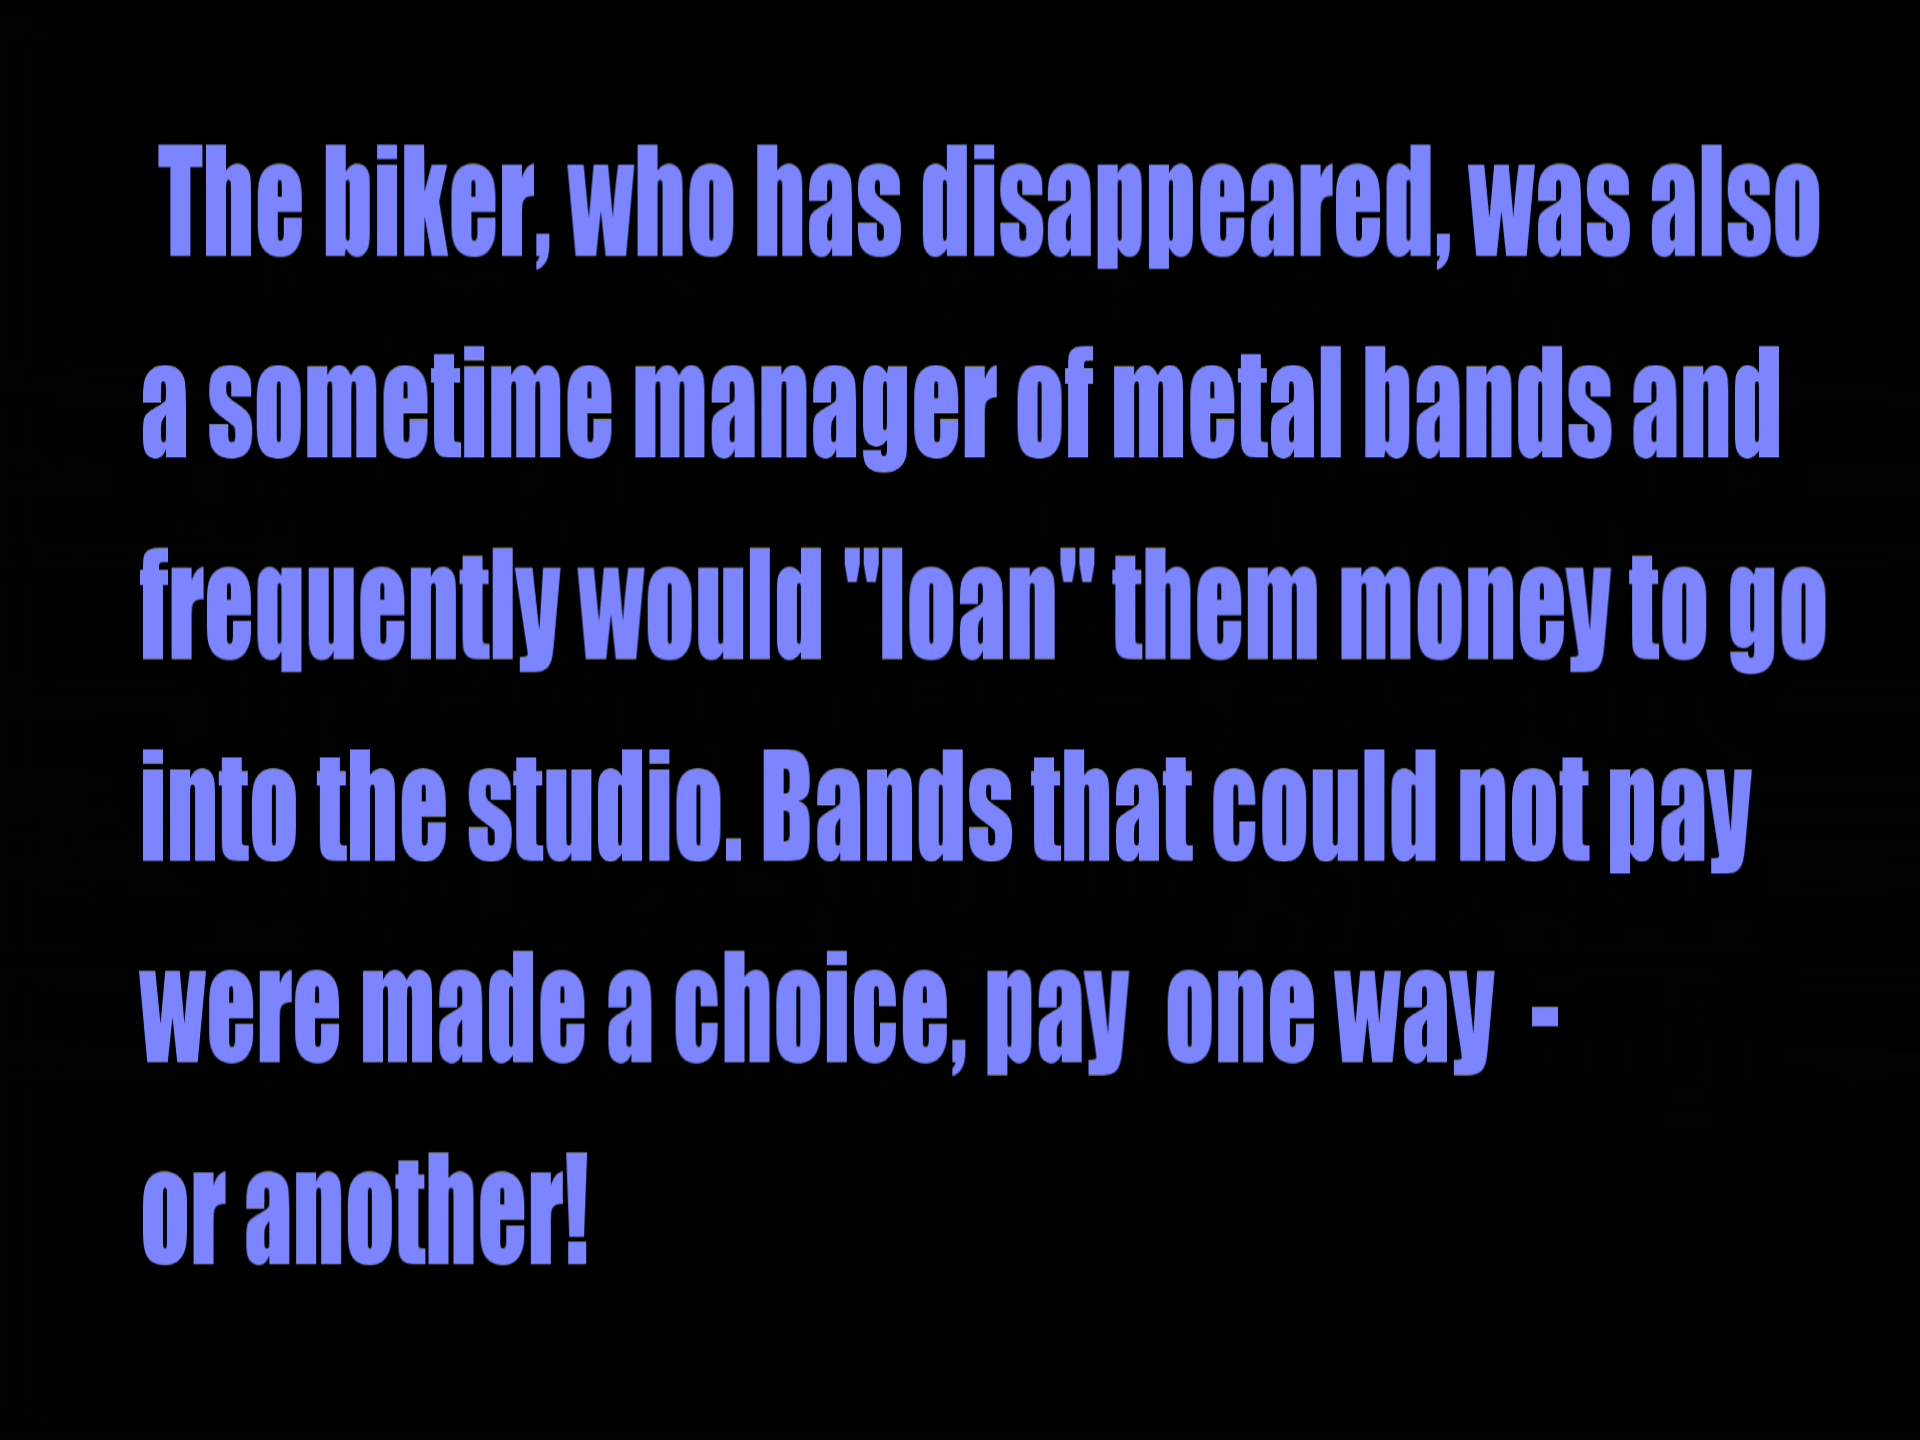 The biker, who has disappeared, was also
a sometime manager of metal bands and
frequently would "loan" them money to go
into the studio. Bands that could not pay
were made a choice, pay  one way  -
or another!